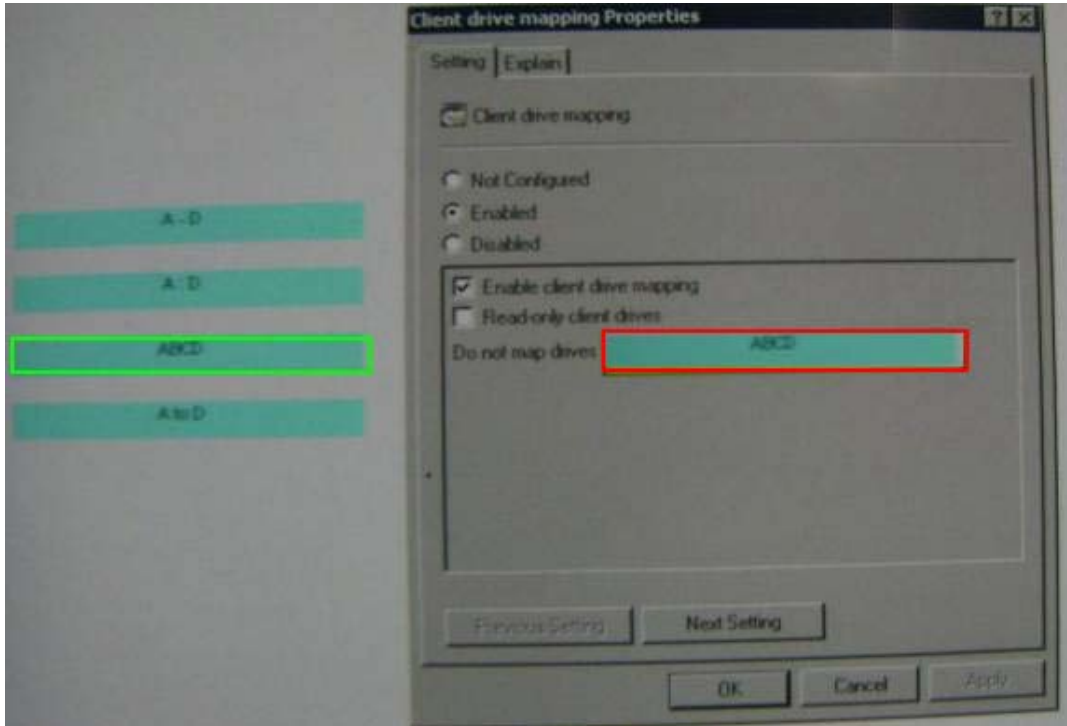 Client drive mapping Properties
Setting Explain
Client drive mapping
Not Configured
Enabled
Disabled
A - D
A : D
ABCD
A to D
Enable client drive mapping
Read-only client drives
Do not map drives ABCD
Previous Setting Next Setting
OK Cancel Apply